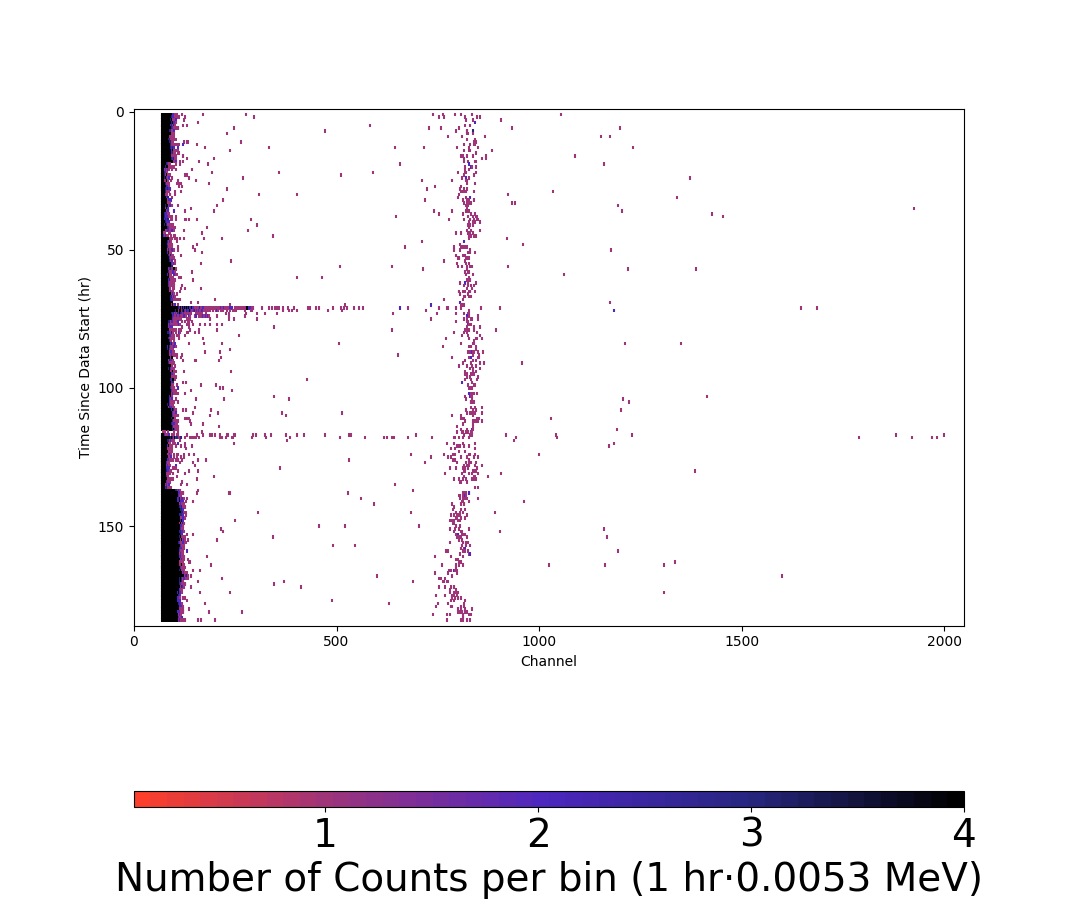 0
50
100
150
Time Since Data Start (hr)
0 500 1000 1500 2000
Channel
1 2 3 4
Number of Counts per bin (1 hr·0.0053 MeV)